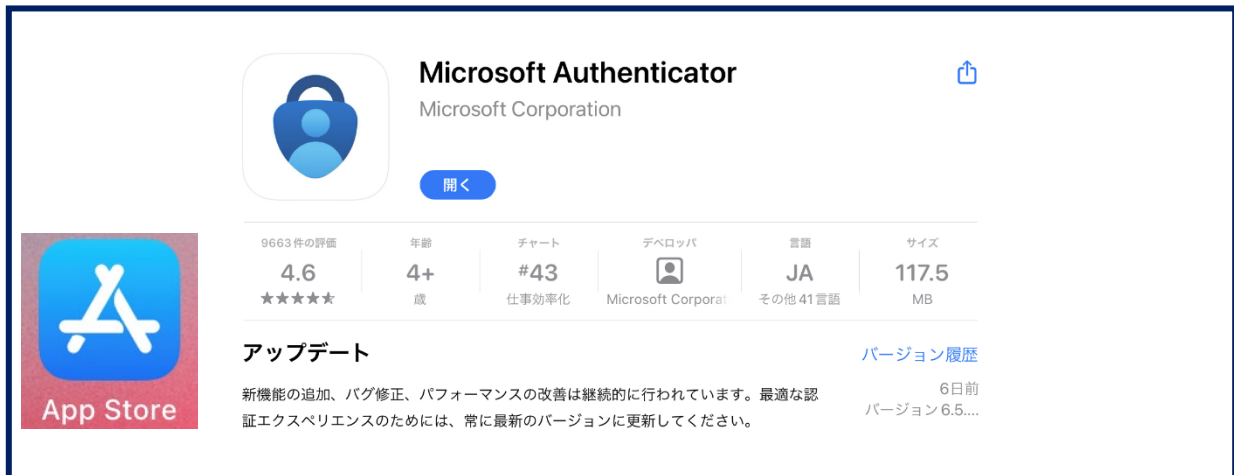 Microsoft Authenticator
Microsoft Corporation
開く
9663件の評価
4.6
年齢
4+
歳
チャート
#43
仕事効率化
デベロッパ
Microsoft Corporat
言語
JA
その他 41 言語
サイズ
117.5
MB
App Store
アップデート
バージョン履歴
新機能の追加、バグ修正、パフォーマンスの改善は継続的に行われています。最適な認
証エクスペリエンスのためには、常に最新のバージョンに更新してください。
6日前
バージョン 6.5....